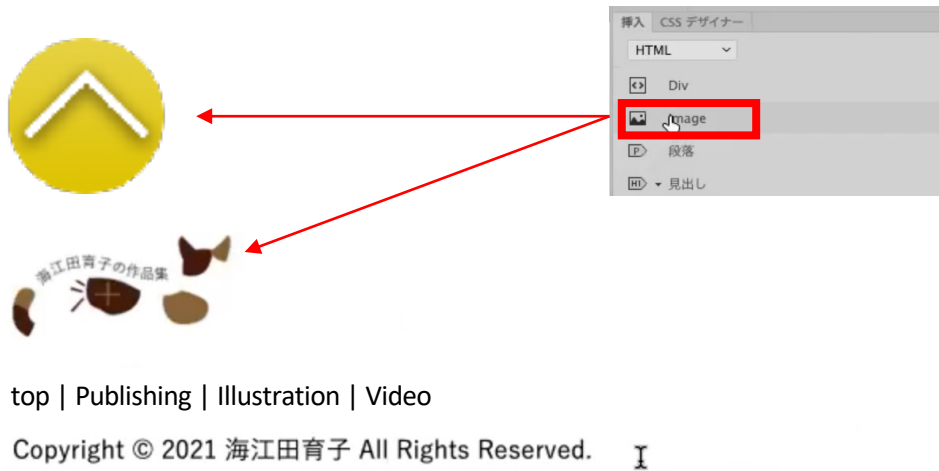 挿入 CSS デザイナー
HTML
Div
Image
P 段落
H1 見出し
海江田育子の作品集
top | Publishing | Illustration | Video
Copyright © 2021 海江田育子 All Rights Reserved.